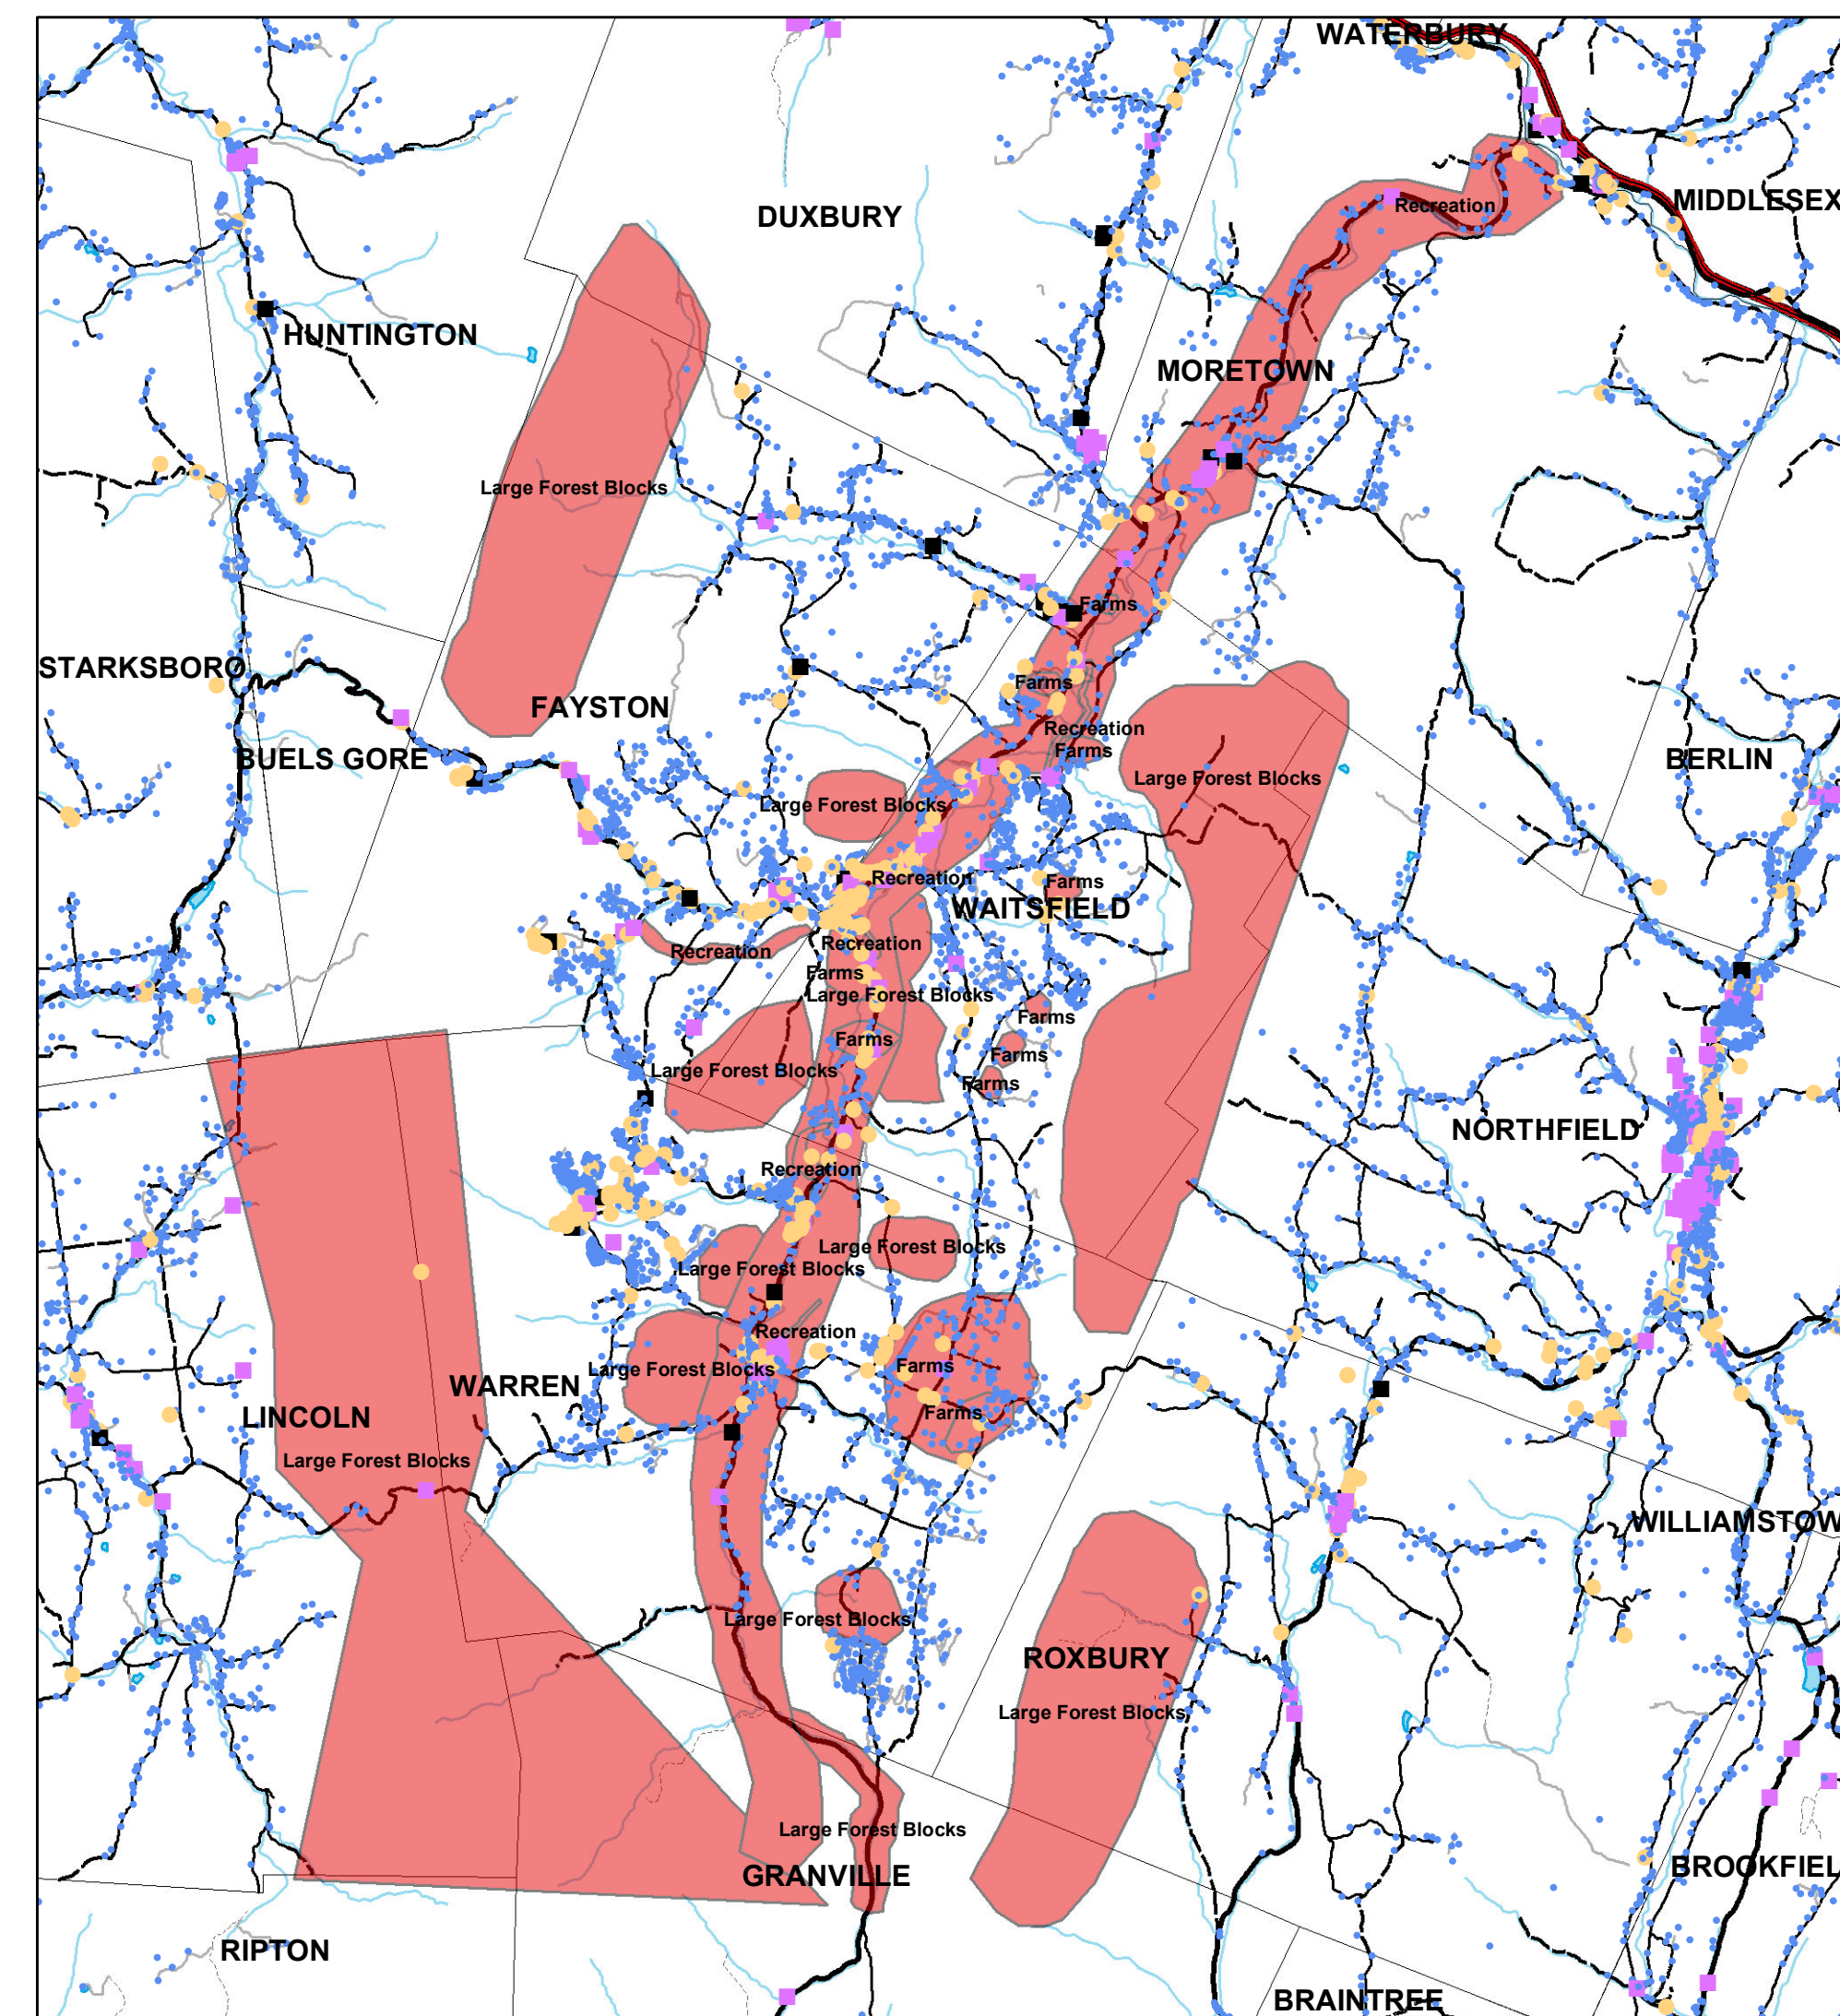 WATERBURY
MIDDLESEX
Recreation
DUXBURY
HUNTINGTON
MORETOWN
Large Forest Blocks
Farms
STARKSBORO
Farms
FAYSTON
Recreation
Farms
BUELS GORE
BERLIN
Large Forest Blocks
Large Forest Blocks
Recreation
Farms
WAITSFIELD
Recreation
Recreation
Farms
Large Forest Blocks
Farms
Farms
Farms
Large Forest Blocks
Farms
NORTHFIELD
Recreation
Large Forest Blocks
Large Forest Blocks
Recreation
Farms
Large Forest Blocks
WARREN
Farms
LINCOLN
Large Forest Blocks
WILLIAMSTOW
Large Forest Blocks
ROXBURY
Large Forest Blocks
Large Forest Blocks
GRANVILLE
BROOKFIEL
RIPTON
BRAINTREE